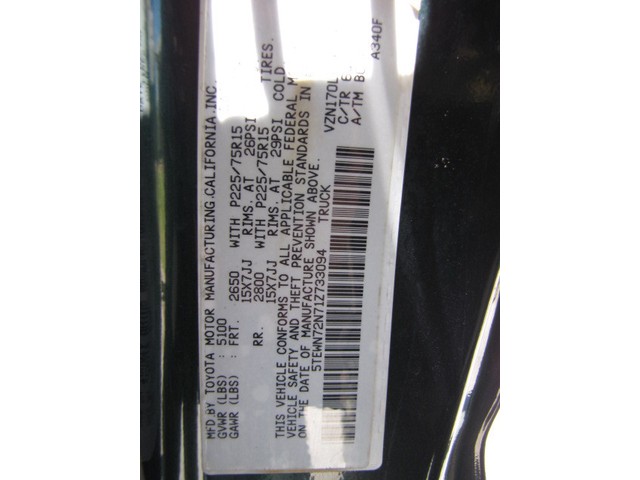 MFD.BY TOYOTA MOTOR MANUFACTURING,CALIFORNIA.INC.
GVWR (LBS) : 5100
GAWR (LBS) : FRT. 2650 WITH P225/75R15 TIRES.
15X7JJ RIMS.AT 26PSI COLD
RR. 2800 WITH P225/75R15
15X7JJ RIMS.AT 29PSI COLD
THIS VEHICLE CONFORMS TO ALL APPLICABLE FEDERAL
VEHICLE SAFETY AND THEFT PREVENTION STANDARDS IN
ON THE DATE OF MANUFACTURE SHOWN ABOVE.
5TEWN72N71Z733094 TRUCK
VZN170L
C/TR
A/TM A340F